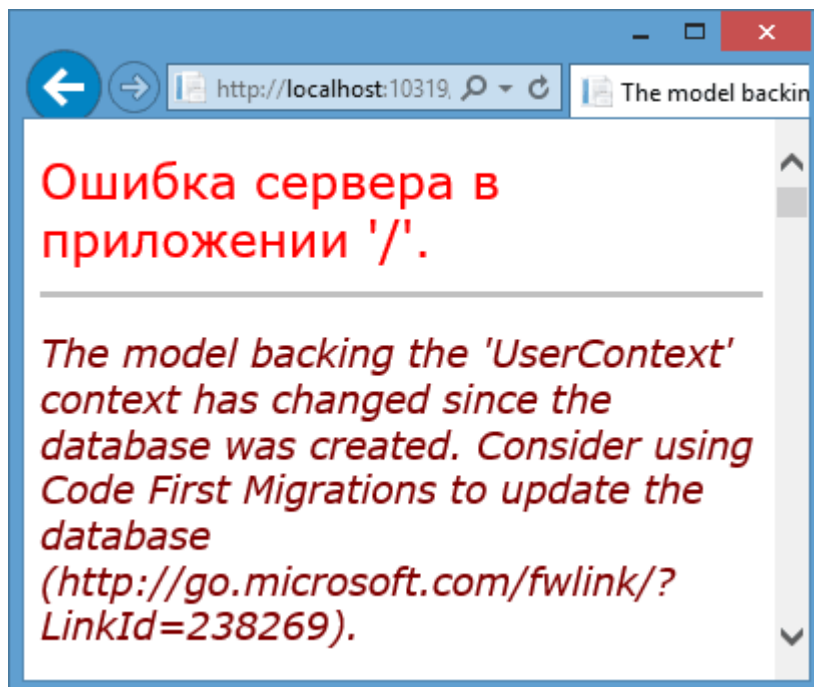 http://localhost:10319,
The model backin
Ошибка сервера в
приложении '/'.
The model backing the 'UserContext'
context has changed since the
database was created. Consider using
Code First Migrations to update the
database
(http://go.microsoft.com/fwlink/?
LinkId=238269).